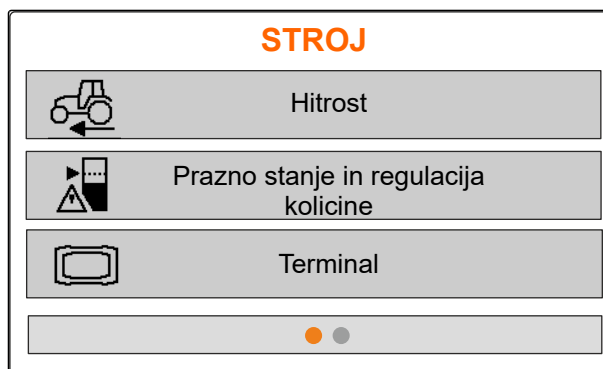 STROJ
Hitrost
Prazno stanje in regulacija
kolicine
Terminal